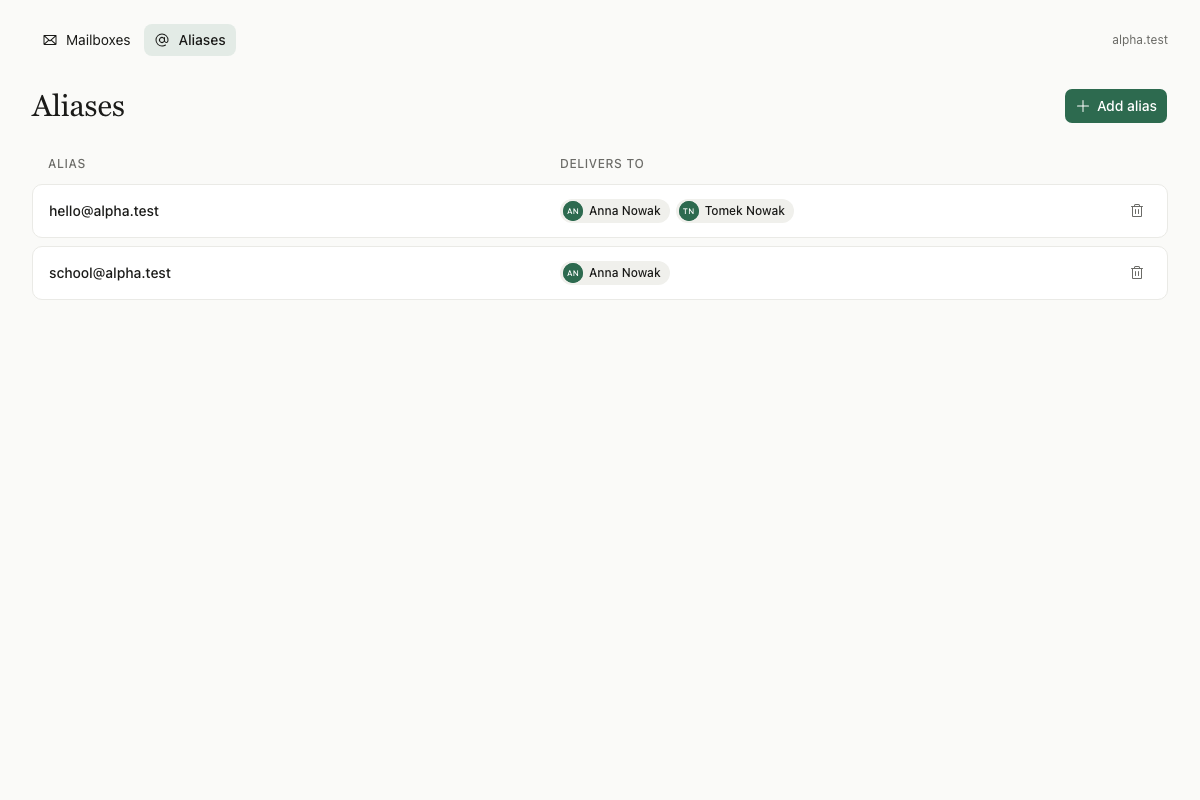 Mailboxes Aliases alpha.test
Aliases Add alias
ALIAS DELIVERS TO
hello@alpha.test AN Anna Nowak TN Tomek Nowak
school@alpha.test AN Anna Nowak